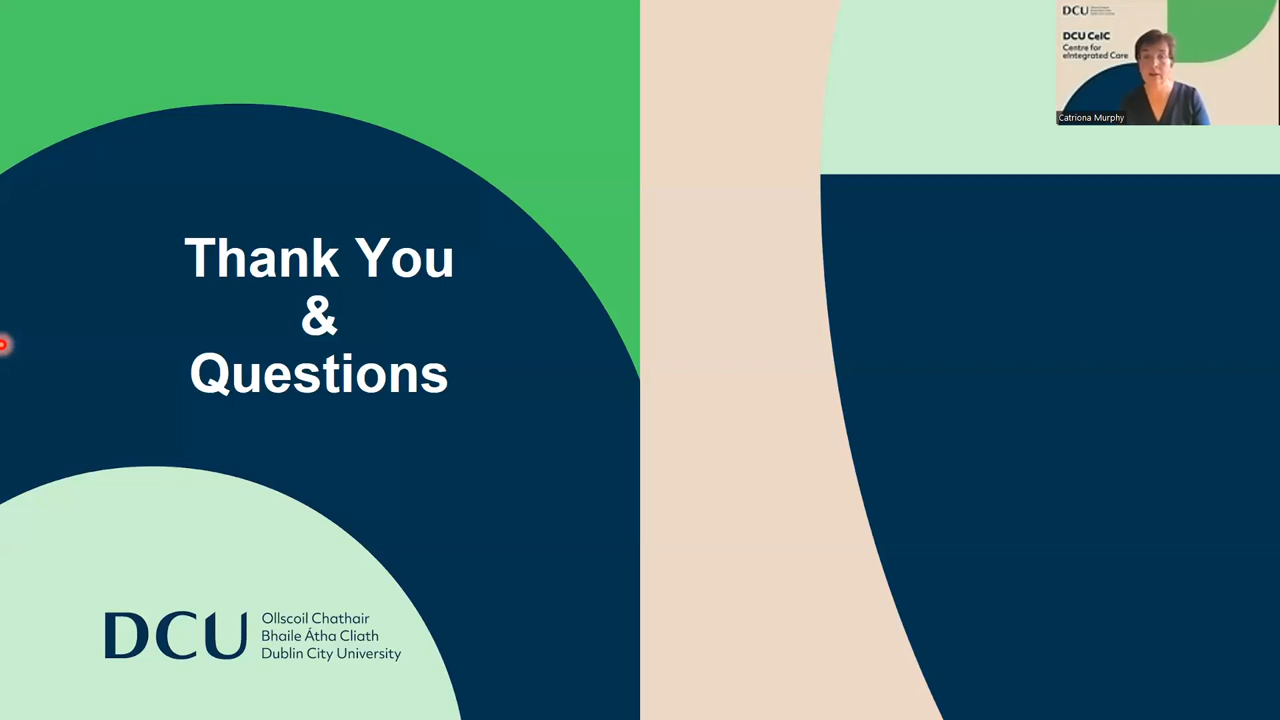 Thank You
&
Questions
DCU
Ollscoil Chathair
Bhaile Átha Cliath
Dublin City University
DCU
DCU CeIC
Centre for
eIntegrated Care
Catriona Murphy